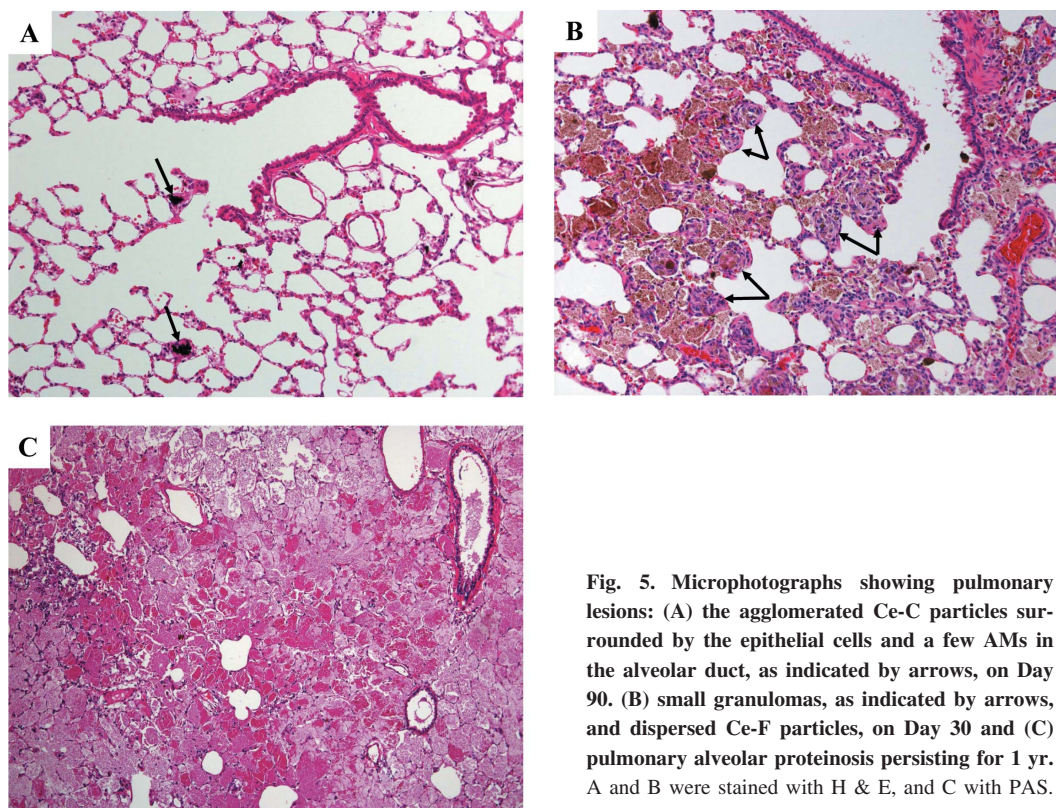 A
B
C
Fig. 5. Microphotographs showing pulmonary
lesions: (A) the agglomerated Ce-C particles sur-
rounded by the epithelial cells and a few AMs in
the alveolar duct, as indicated by arrows, on Day
90. (B) small granulomas, as indicated by arrows,
and dispersed Ce-F particles, on Day 30 and (C)
pulmonary alveolar proteinosis persisting for 1 yr.
A and B were stained with H & E, and C with PAS.